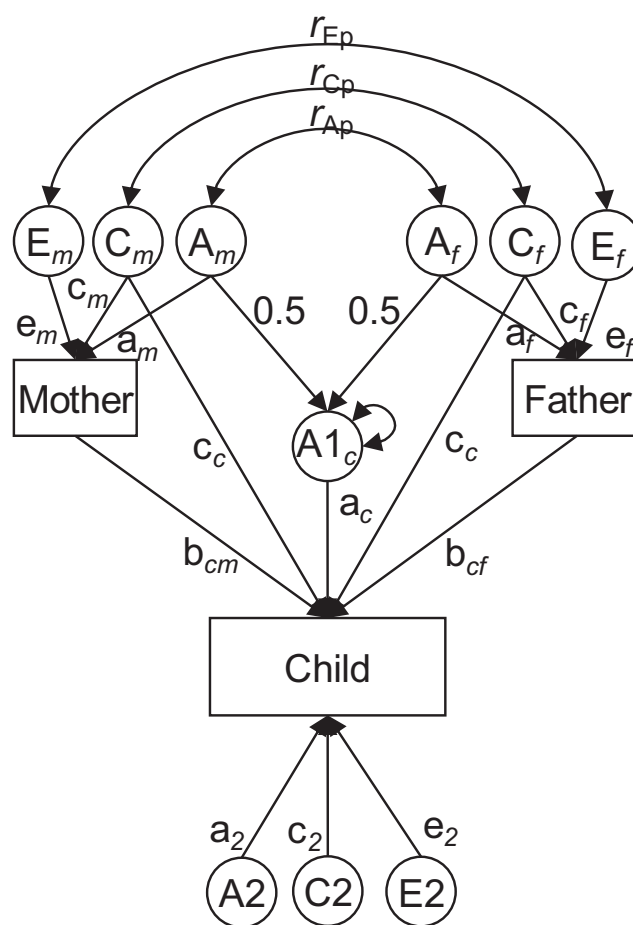 rEp
rCp
rAp
Em Cm Am Af Cf Ef
cm 0.5 0.5 cf
em am af ef
Mother Father
A1c
cc cc
ac
bcm bcf
Child
a2 c2 e2
A2 C2 E2